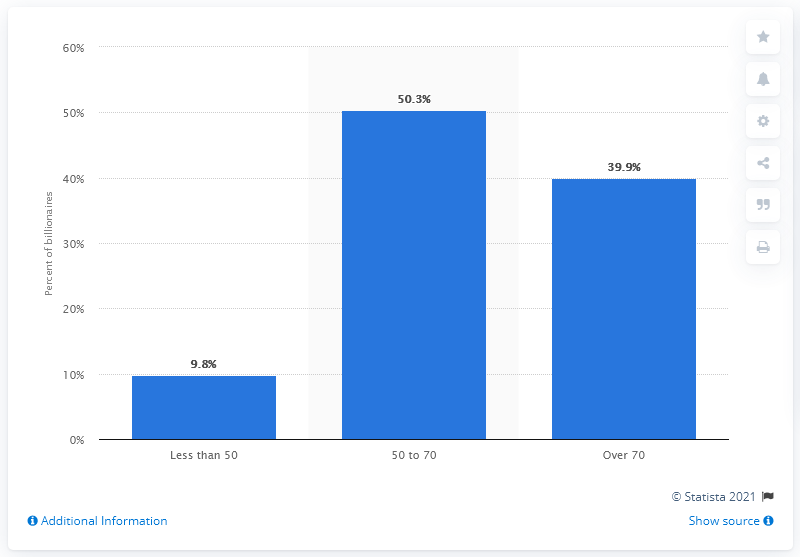 60%
50.3%
50%
39.9%
40%
Percent of billionaires
30%
20%
9.8%
10%
0%
Less than 50
50 to 70
Over 70
© Statista 2021
Additional Information
Show source